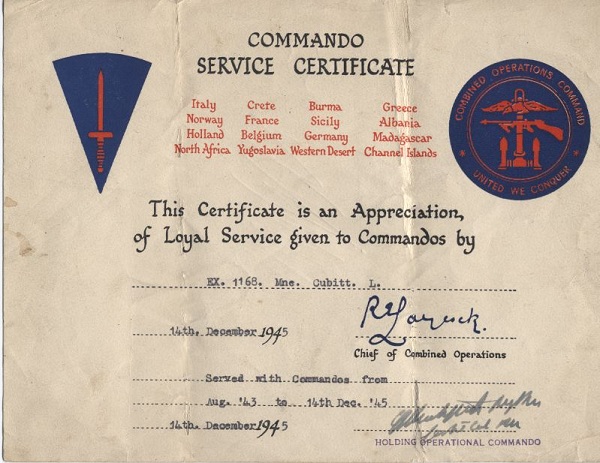 COMMANDO
SERVICE CERTIFICATE
Italy Crete Burma Greece
Norway France Sicily Albania
Holland Belgium Germany Madagascar
North Africa Yugoslavia Western Desert Channel Islands
COMBINED OPERATIONS COMMAND
UNITED WE CONQUER
This Certificate is an Appreciation,
of Loyal Service given to Commandos by
EX. 1168. Mne. Cubitt. L.
14th. December 1945
Chief of Combined Operations
Served with Commandos from
Aug. '43 to 14th Dec. '45
14th. December 1945
HOLDING OPERATIONAL COMMANDO